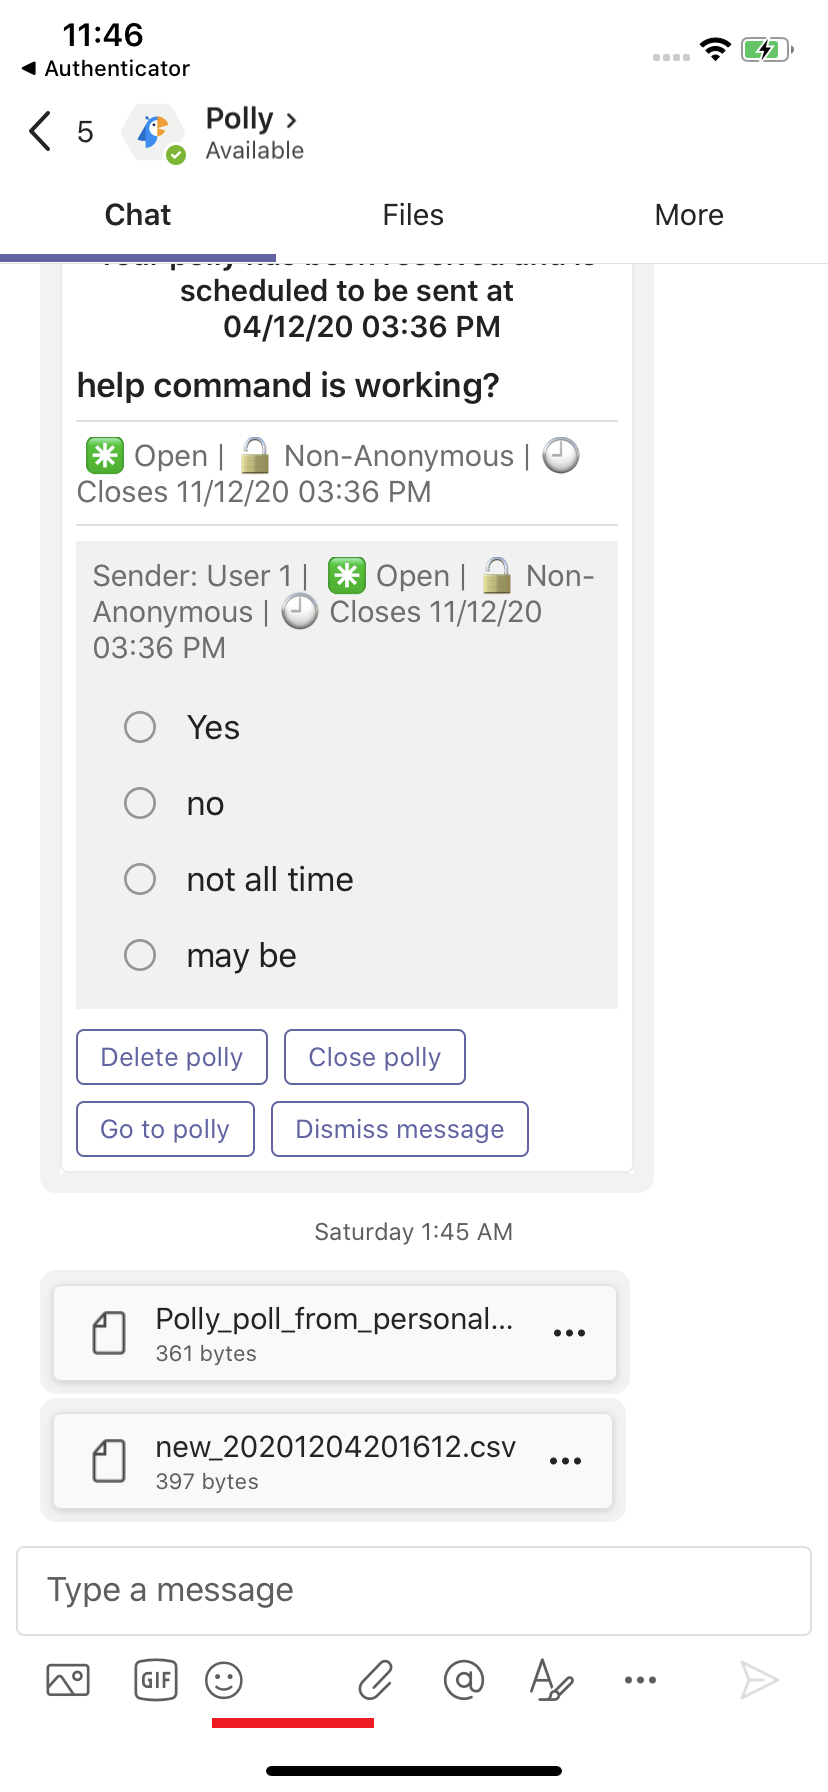 11:46
Authenticator
5
Polly
Available
Chat
Files
More
scheduled to be sent at
04/12/20 03:36 PM
help command is working?
Open | Non-Anonymous |
Closes 11/12/20 03:36 PM
Sender: User 1 | Open | Non-
Anonymous | Closes 11/12/20
03:36 PM
Yes
no
not all time
may be
Delete polly
Close polly
Go to polly
Dismiss message
Saturday 1:45 AM
Polly_poll_from_personal...
361 bytes
new_20201204201612.csv
397 bytes
Type a message
GIF